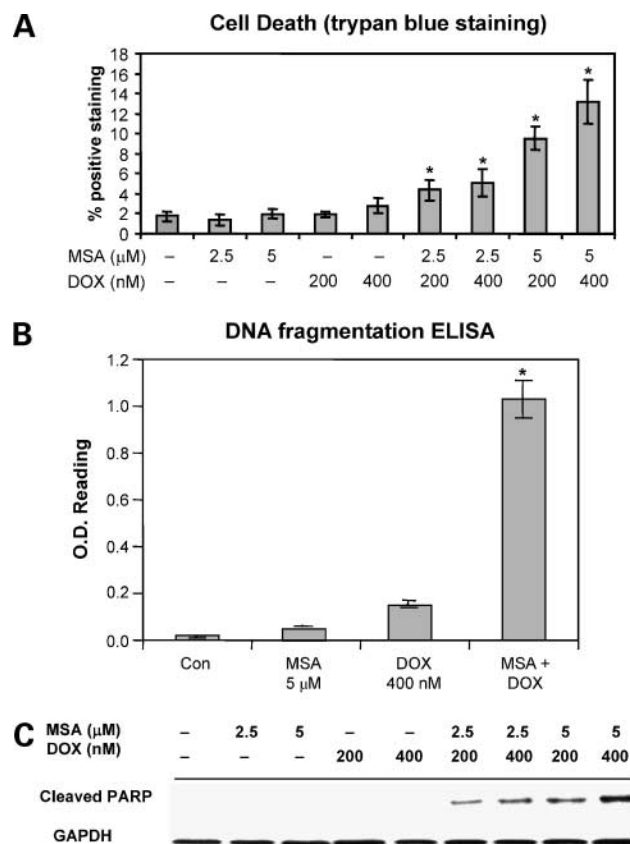 A
Cell Death (trypan blue staining)
18
16
14
12
10
8
6
4
2
0
% positive staining
* * * *
MSA (μM) – 2.5 5 – – 2.5 2.5 5 5
DOX (nM) – – – 200 400 200 400 200 400
B
DNA fragmentation ELISA
1.2
1.0
0.8
0.6
0.4
0.2
0.0
O.D. Reading
*
Con MSA DOX MSA +
5 μM 400 nM DOX
C
MSA (μM) – 2.5 5 – – 2.5 2.5 5 5
DOX (nM) – – – 200 400 200 400 200 400
Cleaved PARP
GAPDH